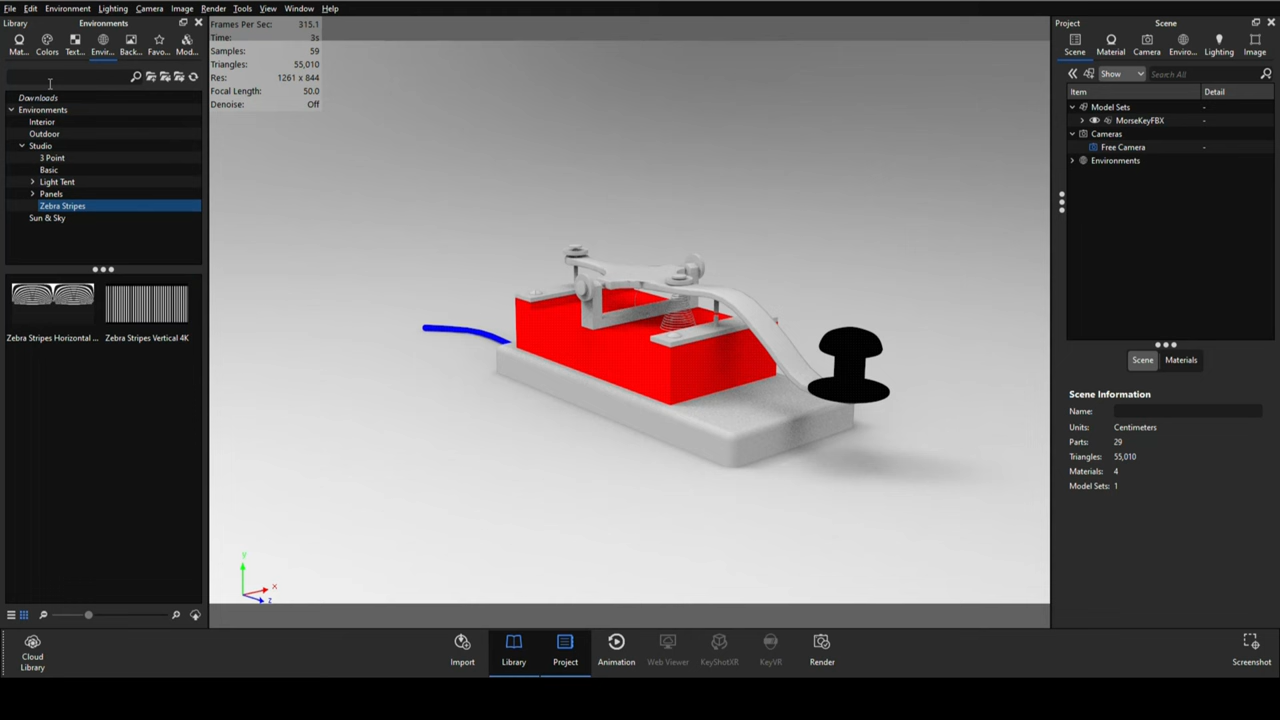 File Edit Environment Lighting Camera Image Render Tools View Window Help
Library Environments
Mat... Colors Text... Envir... Back... Favo... Mod...
Downloads
Environments
Interior
Outdoor
Studio
3 Point
Basic
Light Tent
Panels
Zebra Stripes
Sun & Sky
Zebra Stripes Horizontal ... Zebra Stripes Vertical 4K
Frames Per Sec: 315.1
Time: 3s
Samples: 59
Triangles: 55,010
Res: 1261 x 844
Focal Length: 50.0
Denoise: Off
y
x
z
Project Scene
Scene Material Camera Enviro... Lighting Image
Show Search All
Item Detail
Model Sets -
MorseKeyFBX -
Cameras -
Free Camera -
Environments -
Scene Materials
Scene Information
Name:
Units: Centimeters
Parts: 29
Triangles: 55,010
Materials: 4
Model Sets: 1
Cloud Library
Import
Library
Project
Animation
Web Viewer
KeyShotXR
KeyVR
Render
Screenshot